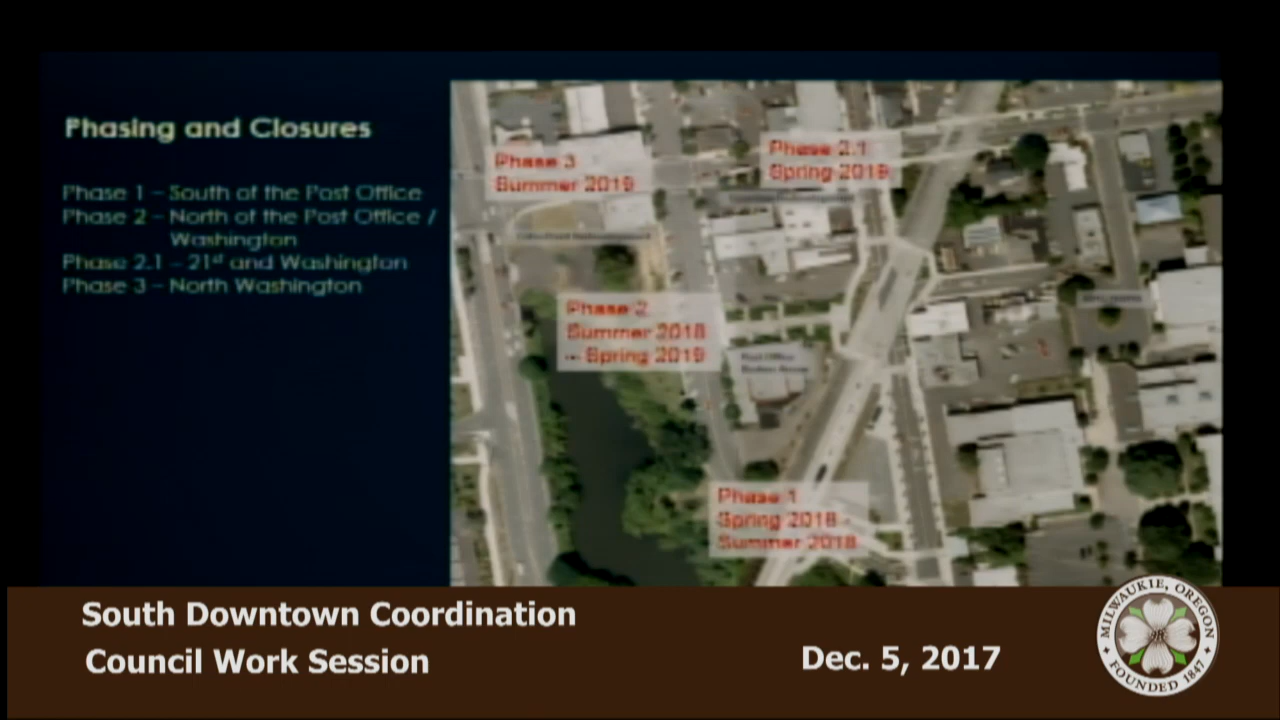 Phasing and Closures
Phase 1 – South of the Post Office
Phase 2 – North of the Post Office /
Washington
Phase 2.1 – 21st and Washington
Phase 3 – North Washington
Phase 3
Summer 2019
Phase 2.1
Spring 2019
Phase 2
Summer 2018
- Spring 2019
Post Office
Phase 1
Spring 2018 -
Summer 2018
South Downtown Coordination
Council Work Session
Dec. 5, 2017
MILWAUKIE, OREGON
FOUNDED 1847